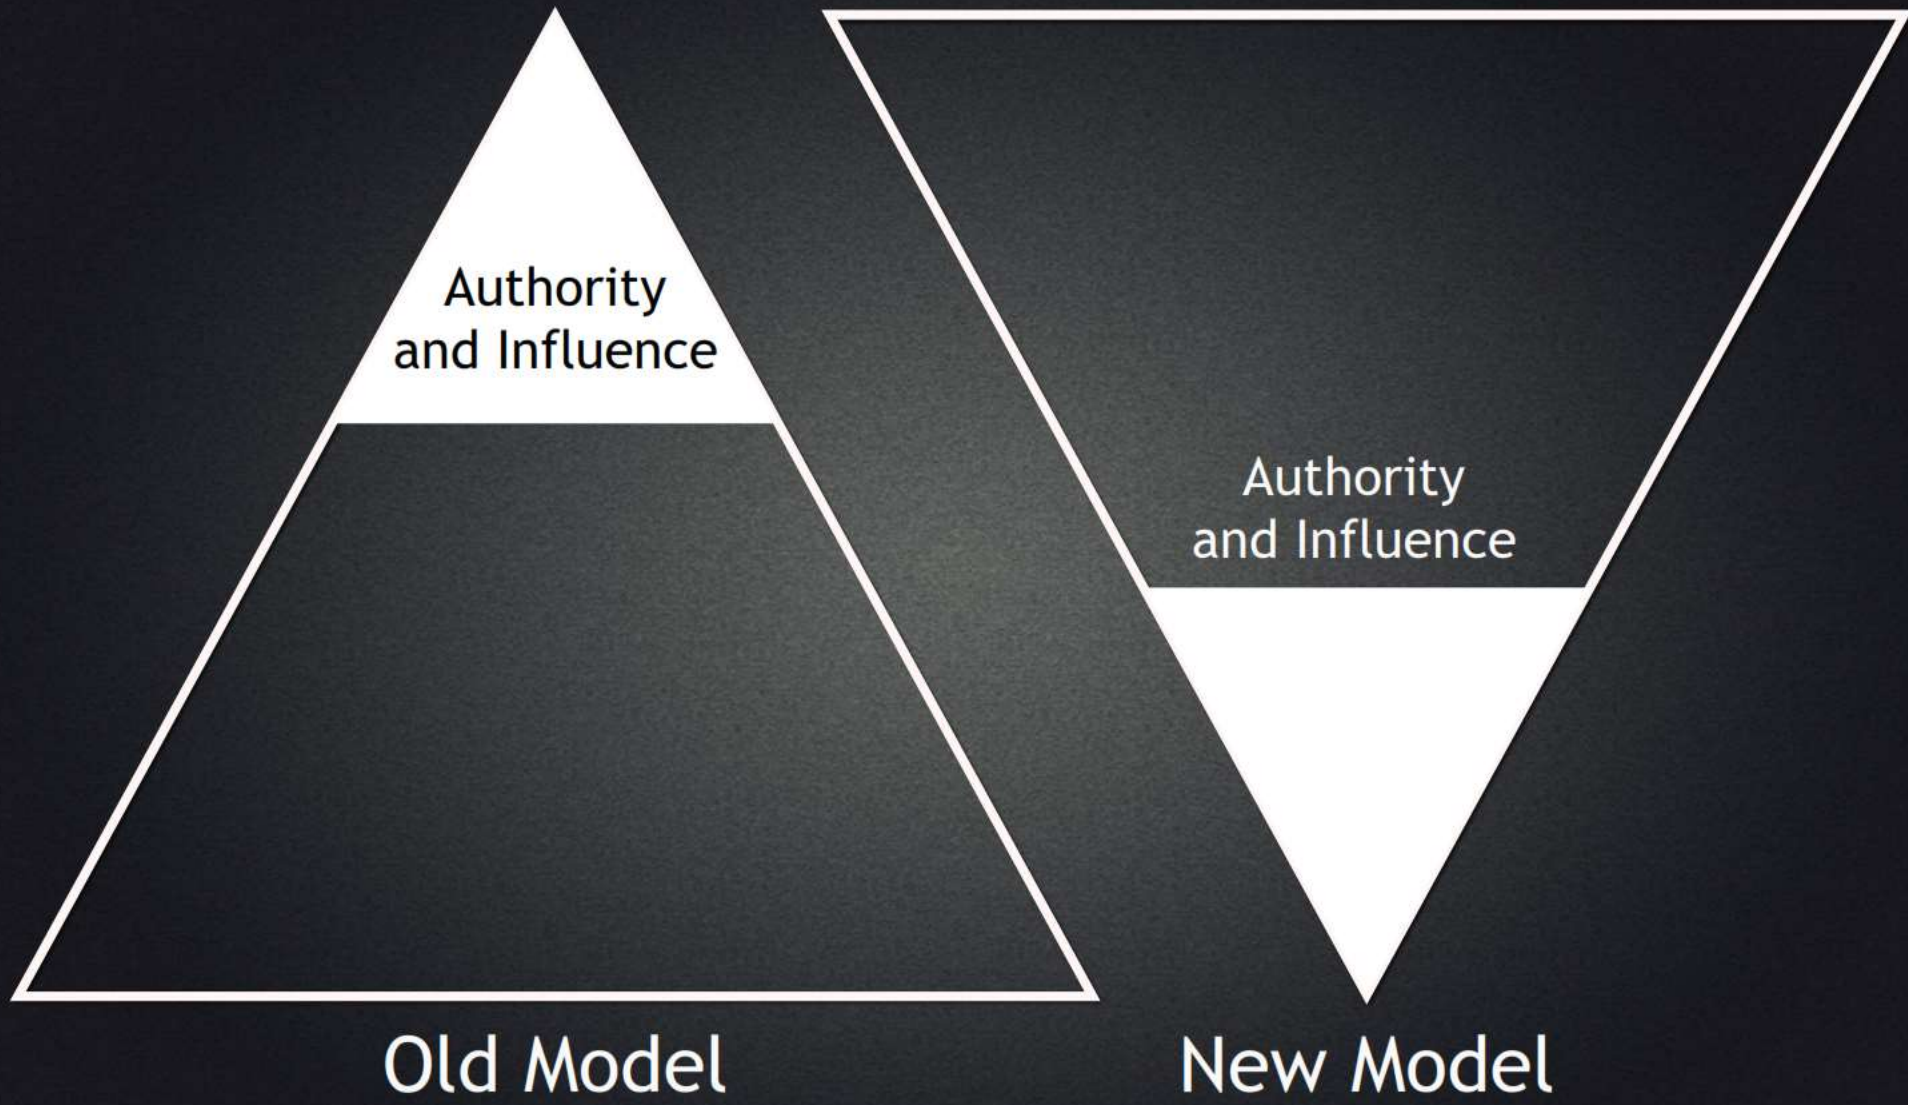 Authority
and Influence
Authority
and Influence
Old Model
New Model